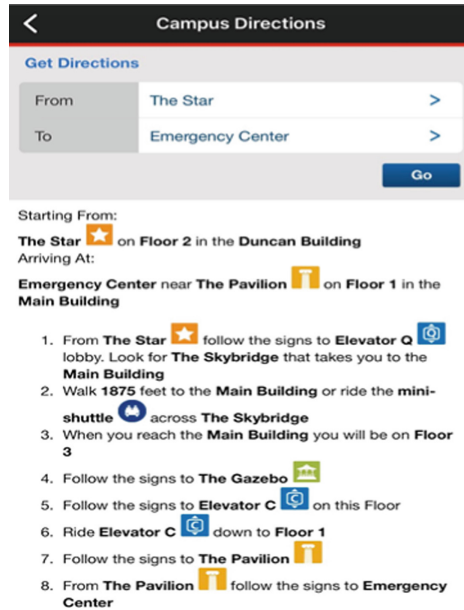 Campus Directions
Get Directions
From The Star >
To Emergency Center >
Go
Starting From:
The Star on Floor 2 in the Duncan Building
Arriving At:
Emergency Center near The Pavilion on Floor 1 in the
Main Building
1. From The Star follow the signs to Elevator Q Q
lobby. Look for The Skybridge that takes you to the
Main Building
2. Walk 1875 feet to the Main Building or ride the mini-
shuttle across The Skybridge
3. When you reach the Main Building you will be on Floor
3
4. Follow the signs to The Gazebo
5. Follow the signs to Elevator C C on this Floor
6. Ride Elevator C C down to Floor 1
7. Follow the signs to The Pavilion
8. From The Pavilion follow the signs to Emergency
Center